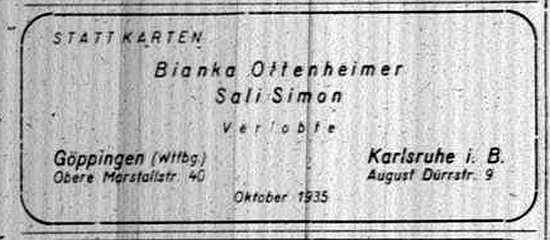 STATT KARTEN
Bianka Ottenheimer
Sali Simon
Verlobte
Göppingen (Wttbg.)
Obere Marstallstr. 40
Karlsruhe i. B.
August Dürrstr. 9
Oktober 1935